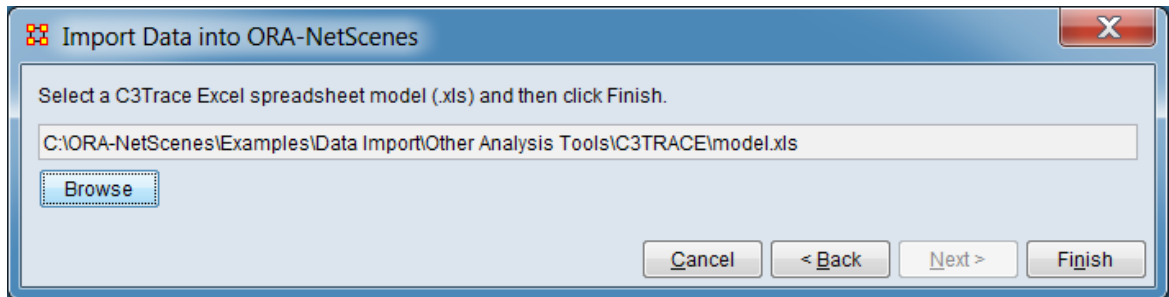 Import Data into ORA-NetScenes
X
Select a C3Trace Excel spreadsheet model (.xls) and then click Finish.
C:\ORA-NetScenes\Examples\Data Import\Other Analysis Tools\C3TRACE\model.xls
Browse
Cancel < Back Next > Finish